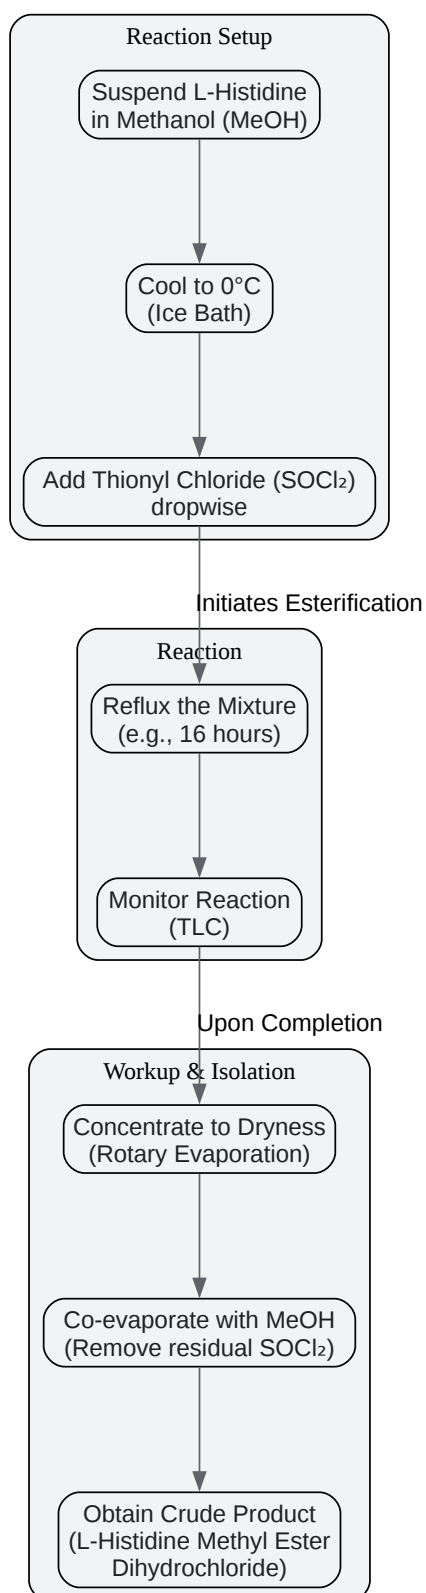 Reaction Setup
Suspend L-Histidine
in Methanol (MeOH)
Cool to 0°C
(Ice Bath)
Add Thionyl Chloride (SOCl₂)
dropwise
Initiates Esterification
Reaction
Reflux the Mixture
(e.g., 16 hours)
Monitor Reaction
(TLC)
Upon Completion
Workup & Isolation
Concentrate to Dryness
(Rotary Evaporation)
Co-evaporate with MeOH
(Remove residual SOCl₂)
Obtain Crude Product
(L-Histidine Methyl Ester
Dihydrochloride)